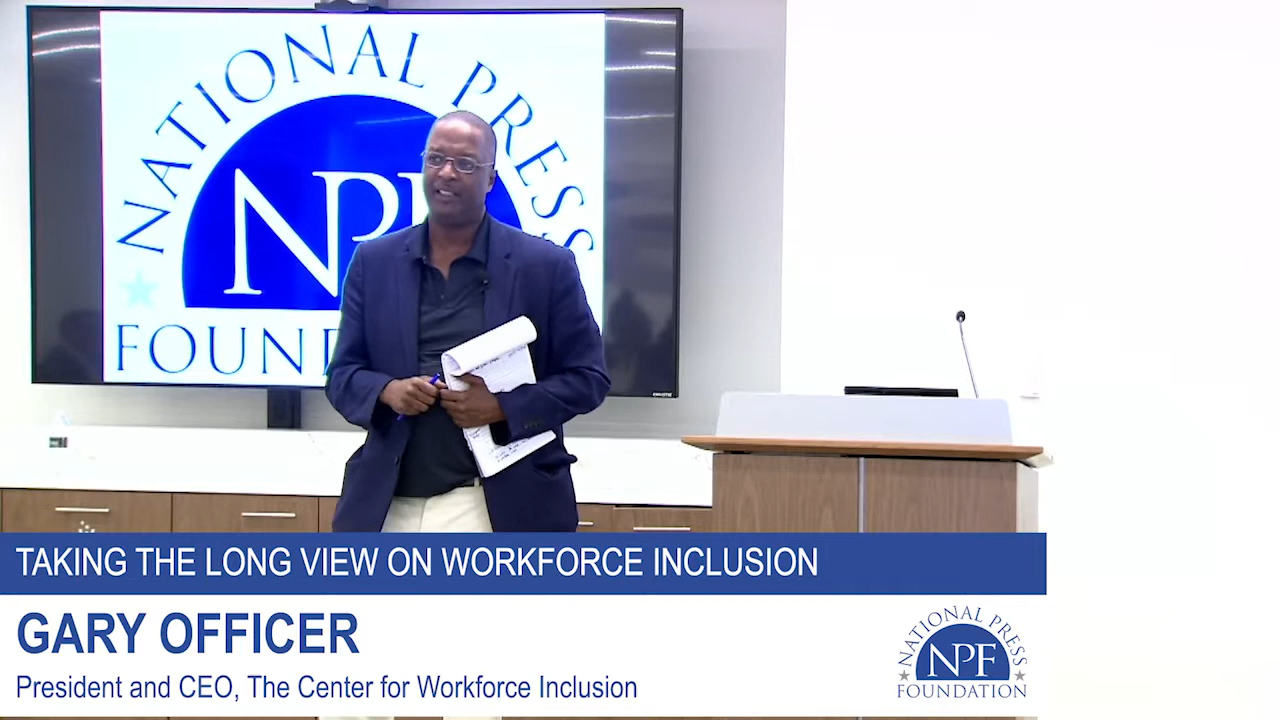 NATIONAL PRESS
NPF
FOUN
TAKING THE LONG VIEW ON WORKFORCE INCLUSION
GARY OFFICER
President and CEO, The Center for Workforce Inclusion
NATIONAL PRESS
NPF
FOUNDATION